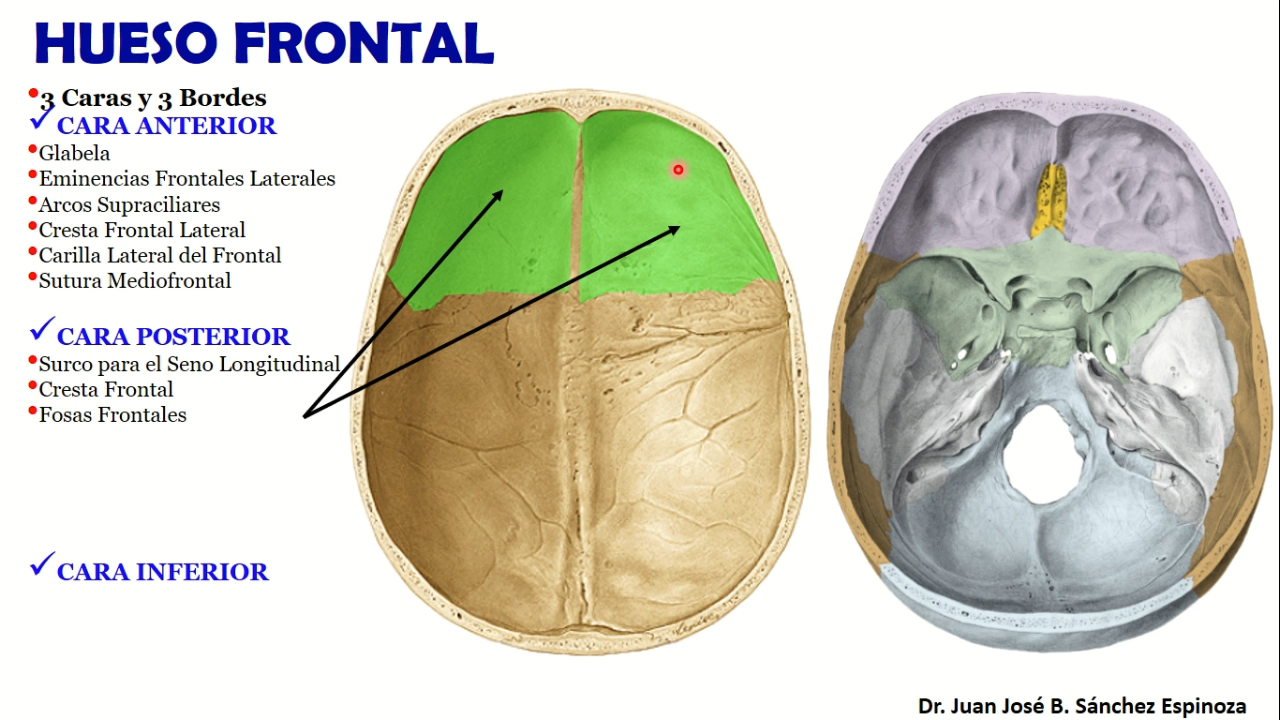 HUESO FRONTAL
•3 Caras y 3 Bordes
✓CARA ANTERIOR
•Glabela
•Eminencias Frontales Laterales
•Arcos Supraciliares
•Cresta Frontal Lateral
•Carilla Lateral del Frontal
•Sutura Mediofrontal
✓CARA POSTERIOR
•Surco para el Seno Longitudinal
•Cresta Frontal
•Fosas Frontales
✓CARA INFERIOR
Dr. Juan José B. Sánchez Espinoza